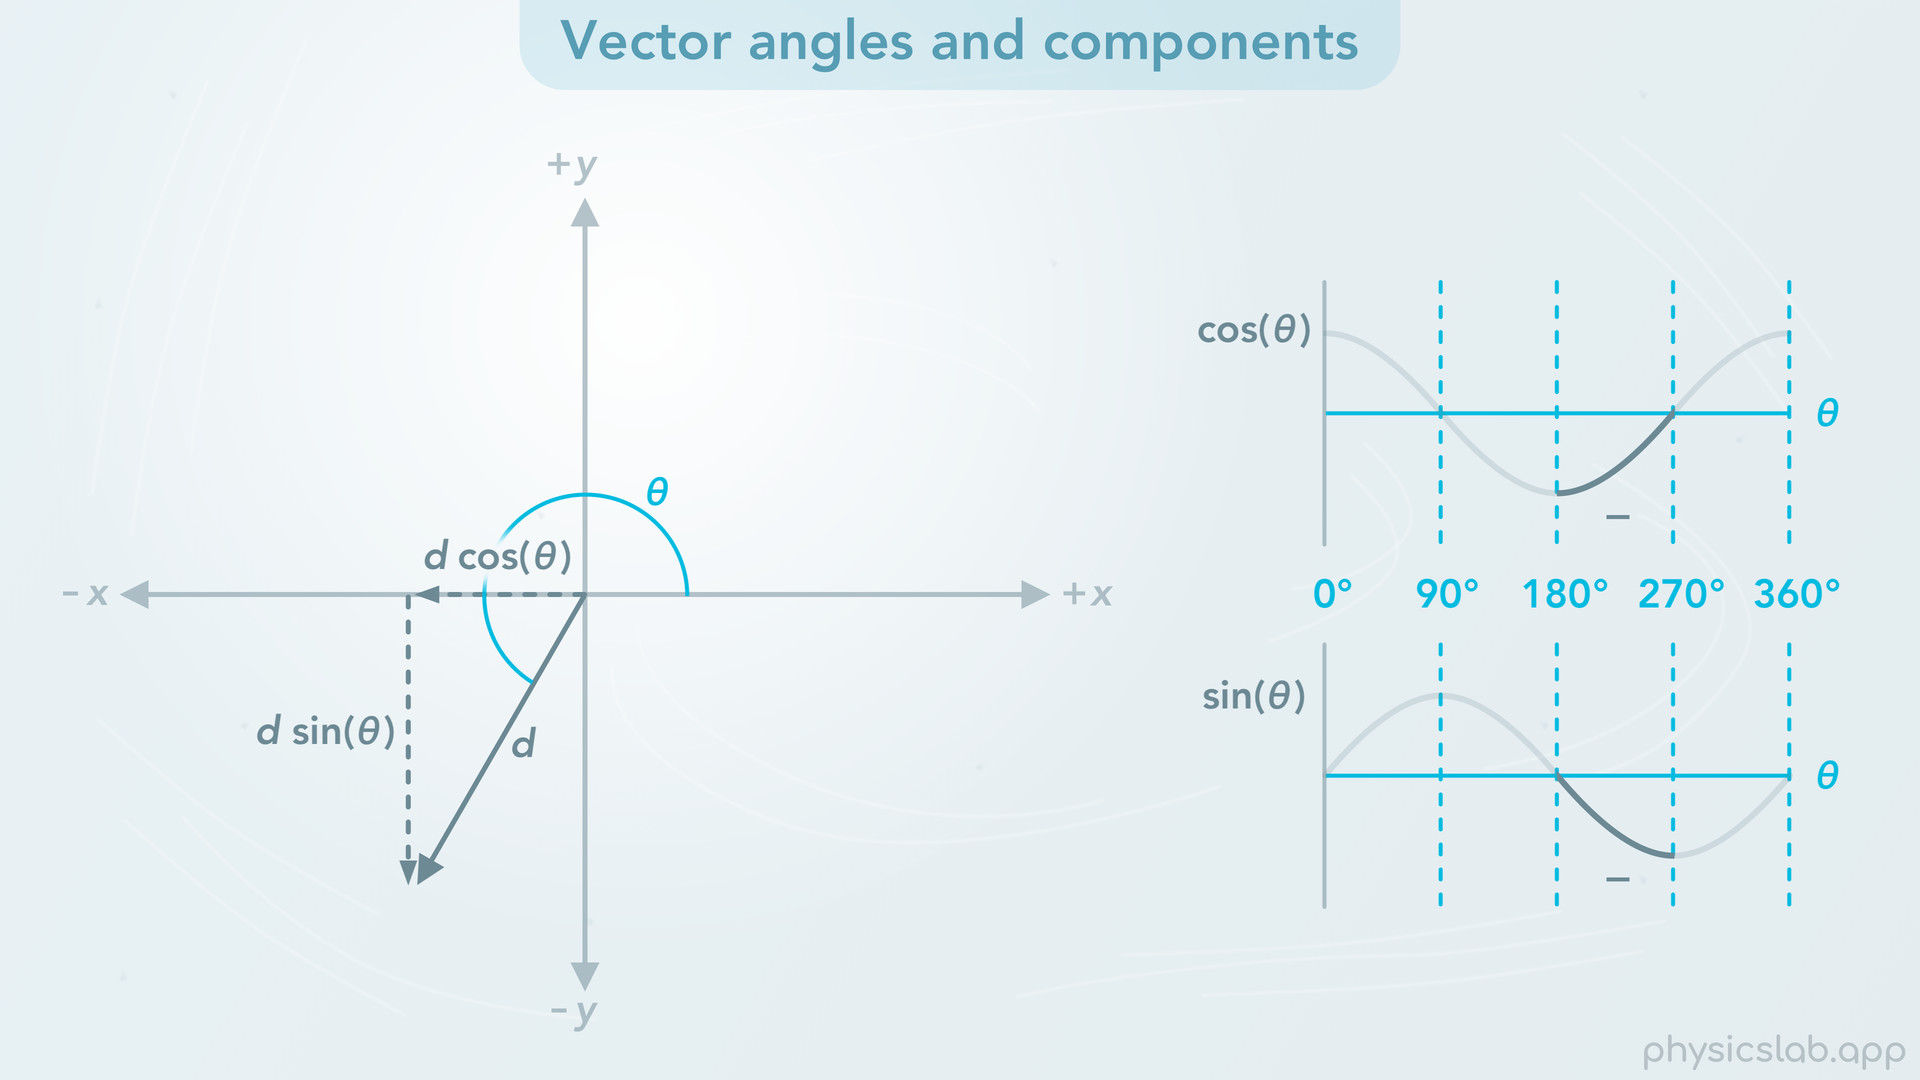 Vector angles and components
+y
θ
d cos(θ)
–x
+x
d sin(θ)
d
–y
cos(θ)
θ
–
0° 90° 180° 270° 360°
sin(θ)
θ
–
physicslab.app